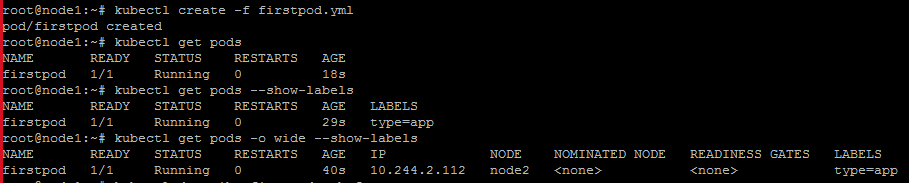 root@node1:~# kubectl create -f firstpod.yml
pod/firstpod created
root@node1:~# kubectl get pods
NAME READY STATUS RESTARTS AGE
firstpod 1/1 Running 0 18s
root@node1:~# kubectl get pods --show-labels
NAME READY STATUS RESTARTS AGE LABELS
firstpod 1/1 Running 0 29s type=app
root@node1:~# kubectl get pods -o wide --show-labels
NAME READY STATUS RESTARTS AGE IP NODE NOMINATED NODE READINESS GATES LABELS
firstpod 1/1 Running 0 40s 10.244.2.112 node2 <none> <none> type=app